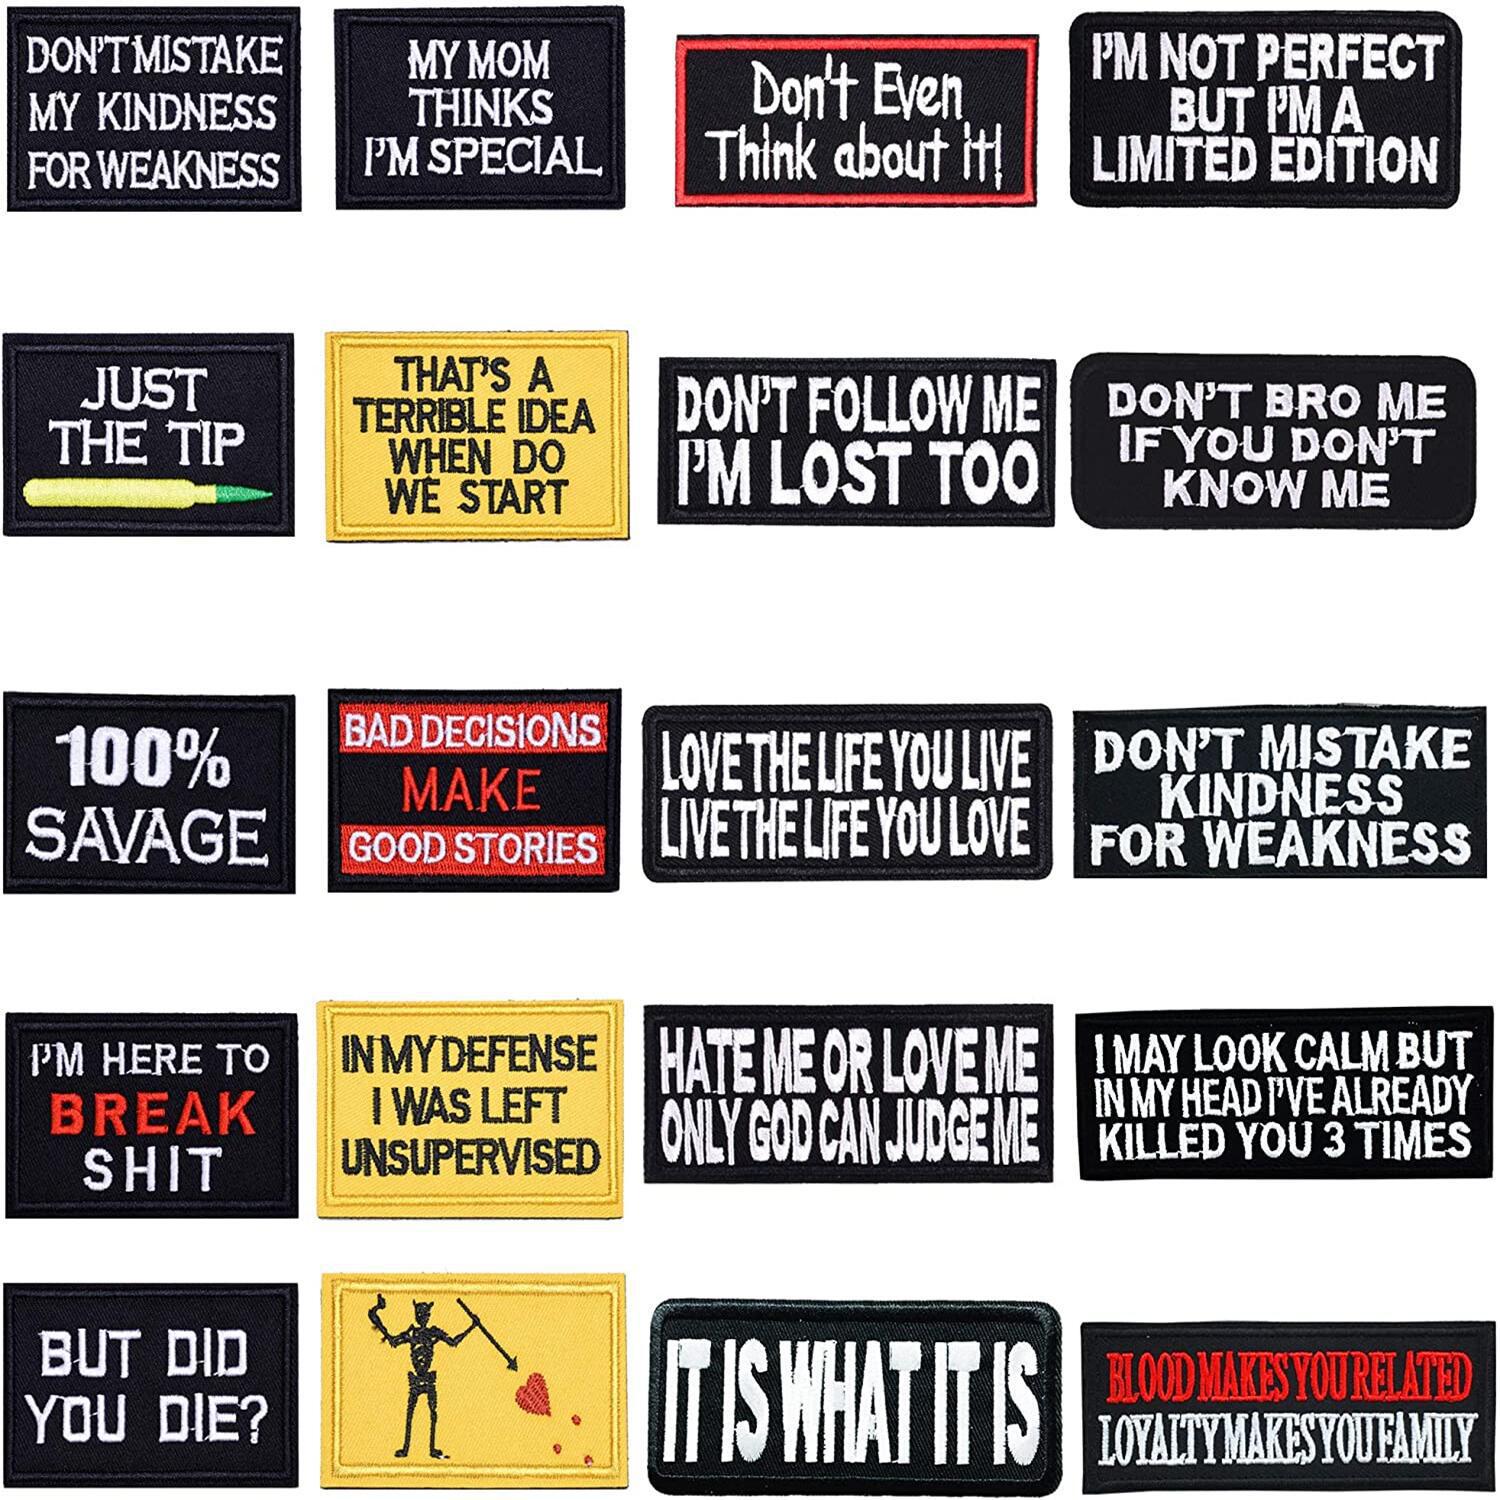 DON'T MISTAKE
MY KINDNESS
FOR WEAKNESS
MY MOM
THINKS
I'M SPECIAL
Don't Even
Think about it!
I'M NOT PERFECT
BUT I'M A
LIMITED EDITION
JUST
THE TIP
THAT'S A
TERRIBLE IDEA
WHEN DO
WE START
DON'T FOLLOW ME
I'M LOST TOO
DON'T BRO ME
IF YOU DON'T
KNOW ME
100%
SAVAGE
BAD DECISIONS
MAKE
GOOD STORIES
LOVE THE LIFE YOU LIVE
LIVE THE LIFE YOU LOVE
DON'T MISTAKE
KINDNESS
FOR WEAKNESS
I'M HERE TO
BREAK
SHIT
IN MY DEFENSE
I WAS LEFT
UNSUPERVISED
HATE ME OR LOVE ME
ONLY GOD CAN JUDGE ME
I MAY LOOK CALM BUT
IN MY HEAD I'VE ALREADY
KILLED YOU 3 TIMES
BUT DID
YOU DIE?
IT IS WHAT IT IS
BLOOD MAKES YOU RELATED
LOYALTY MAKES YOU FAMILY